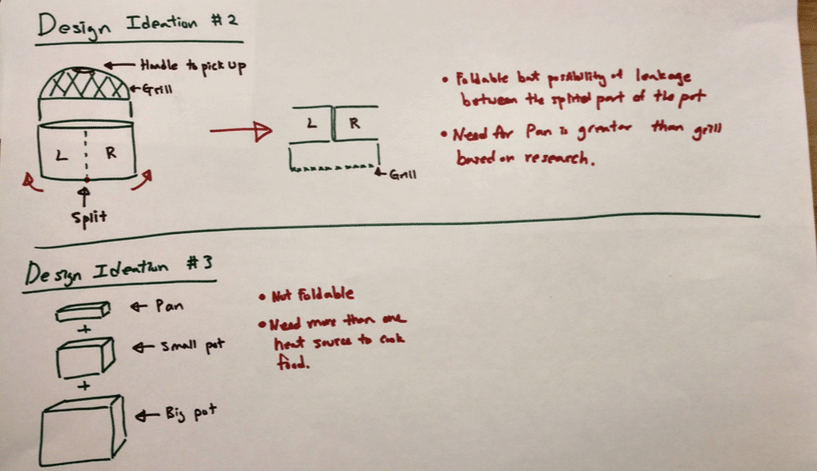 Design Ideation #2
Handle to pick up
Grill
L R
Split
L R
Grill
• Foldable but possibility of leakage
between the splitted part of the pot
• Need for Pan is greater than grill
based on research.
Design Ideation #3
Pan
+
Small pot
+
Big pot
• Not Foldable
• Need more than one
heat source to cook
food.